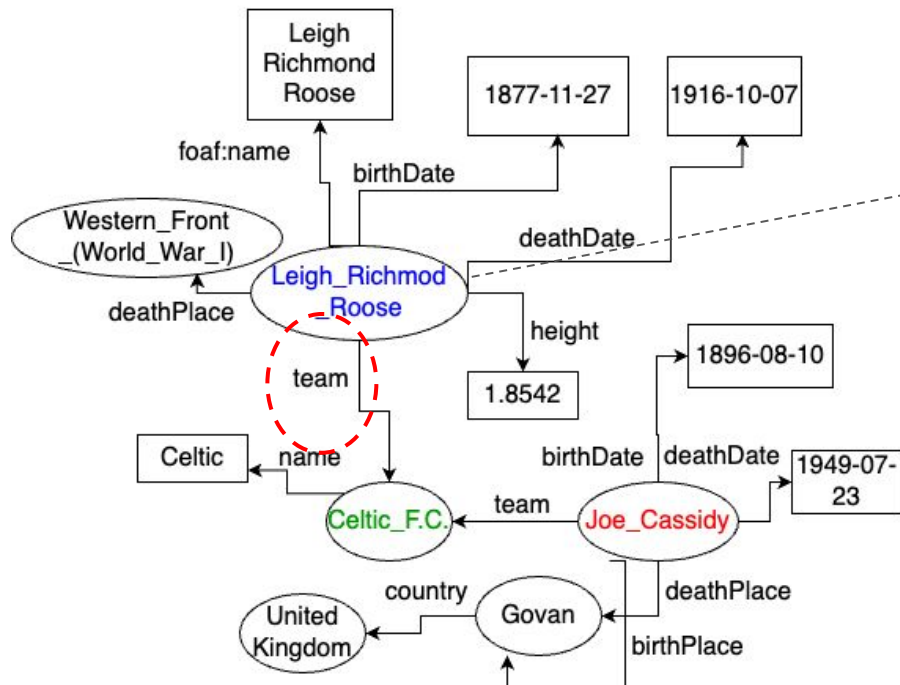 Leigh
Richmond
Roose
1877-11-27
1916-10-07
foaf:name
birthDate
Western_Front
_(World_War_I)
deathDate
Leigh_Richmod
_Roose
deathPlace
height
1896-08-10
team
1.8542
Celtic
name
birthDate
deathDate
1949-07-
23
team
Celtic_F.C.
Joe_Cassidy
country
deathPlace
United
Kingdom
Govan
birthPlace